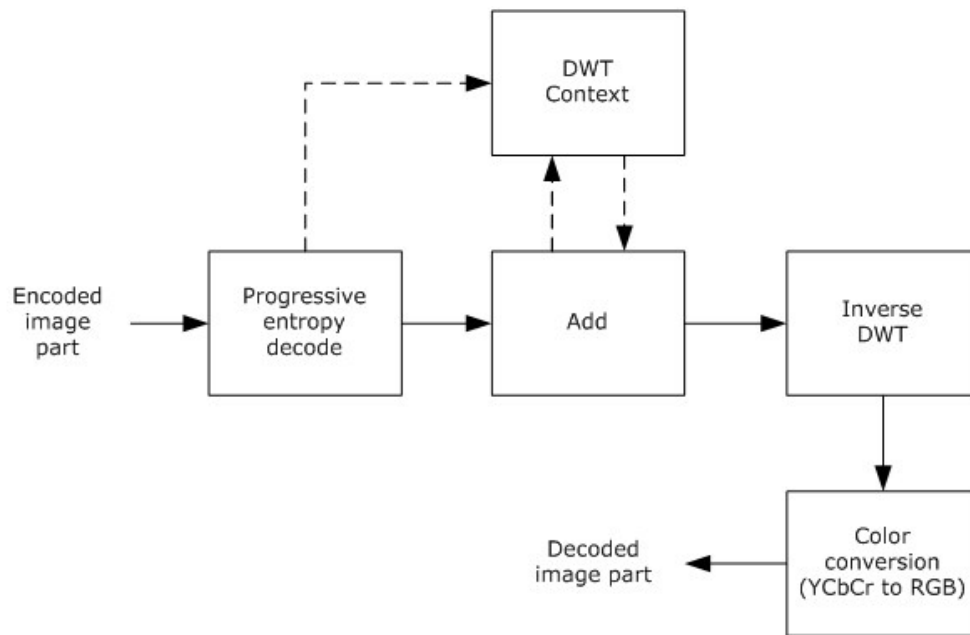 DWT
Context
Encoded
image
part
Progressive
entropy
decode
Add
Inverse
DWT
Decoded
image part
Color
conversion
(YCbCr to RGB)